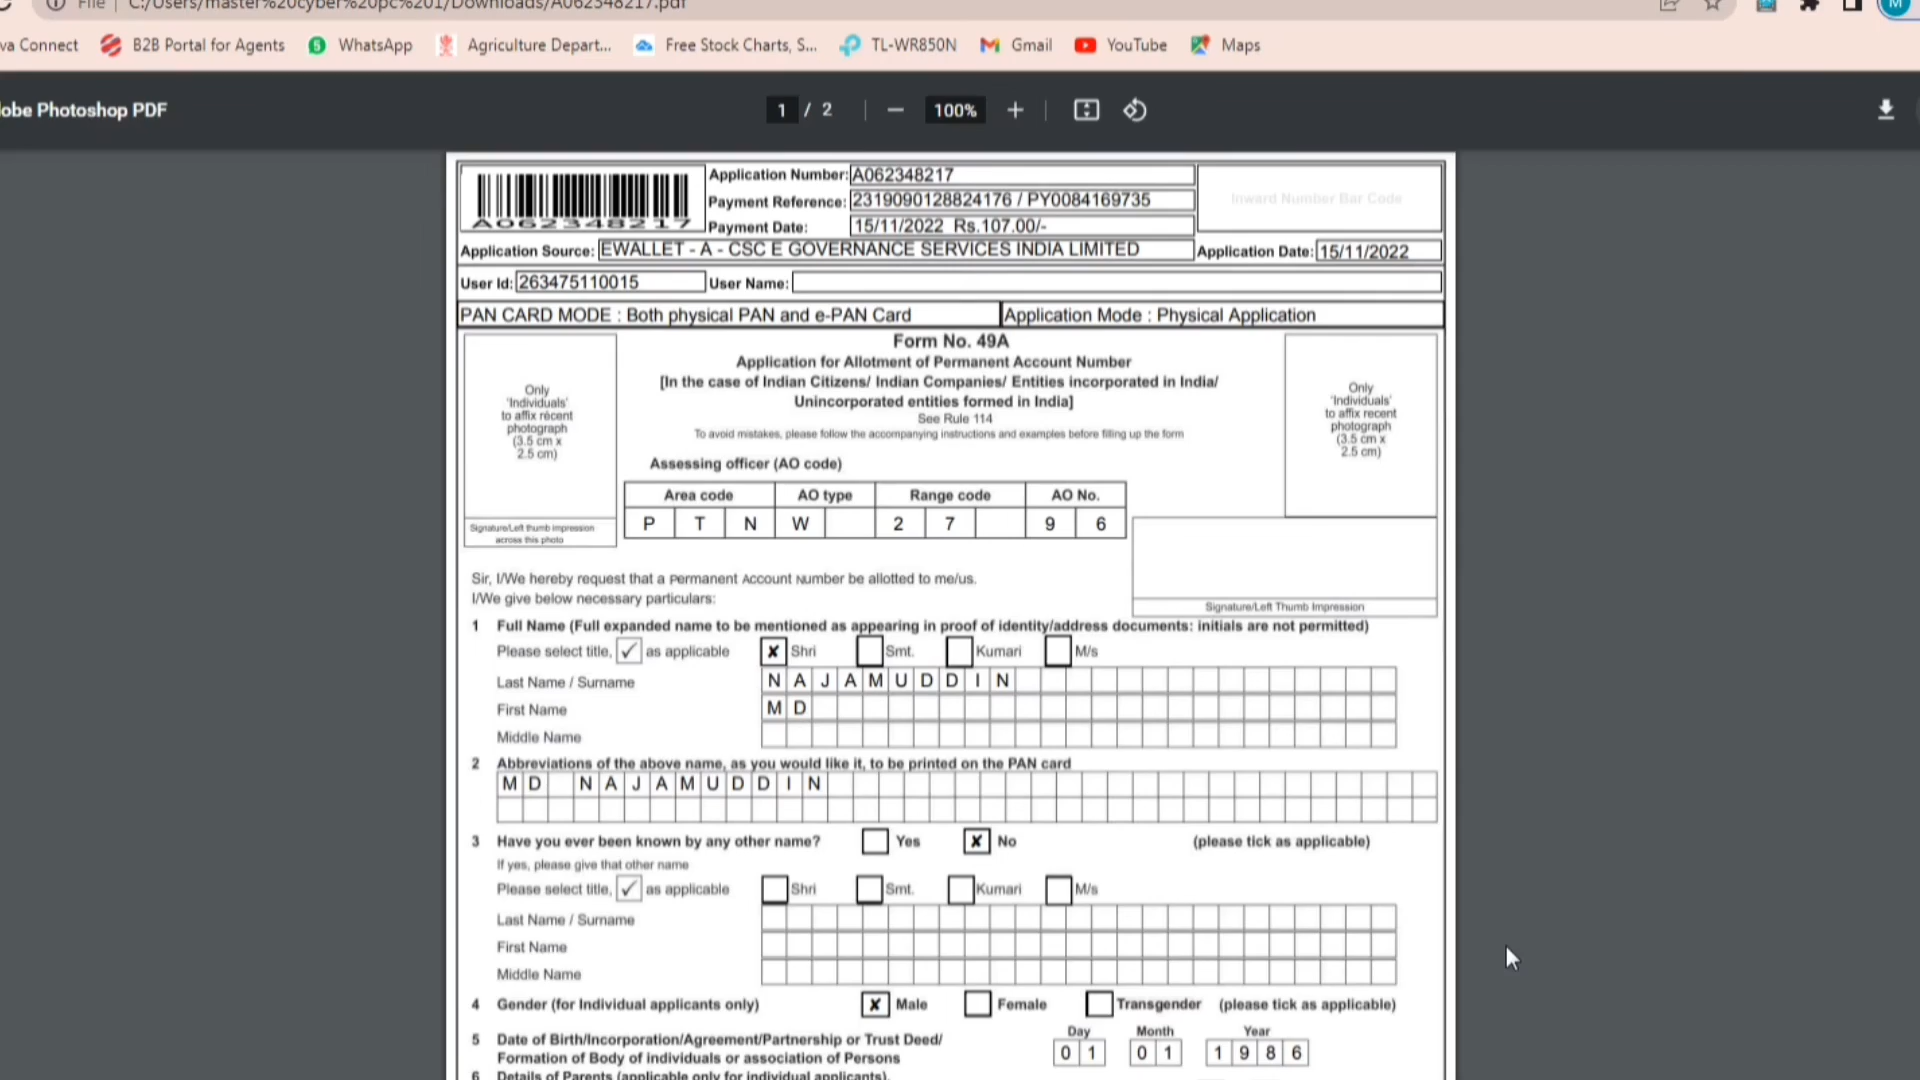 File | C:/Users/master%20cyber%20pc%201/Downloads/A062348217.pdf
va Connect B2B Portal for Agents WhatsApp Agriculture Depart... Free Stock Charts, S... TL-WR850N Gmail YouTube Maps
obe Photoshop PDF 1 / 2 100%
Application Number: A062348217
A062348217
Payment Reference: 2319090128824176 / PY0084169735
Inward Number Bar Code
Payment Date: 15/11/2022 Rs.107.00/-
Application Source: EWALLET - A - CSC E GOVERNANCE SERVICES INDIA LIMITED Application Date: 15/11/2022
User Id: 263475110015 User Name:
PAN CARD MODE : Both physical PAN and e-PAN Card Application Mode : Physical Application
Form No. 49A
Application for Allotment of Permanent Account Number
[In the case of Indian Citizens/ Indian Companies/ Entities incorporated in India/
Unincorporated entities formed in India]
See Rule 114
To avoid mistakes, please follow the accompanying instructions and examples before filling up the form
Only
'Individuals'
to affix recent
photograph
(3.5 cm x
2.5 cm)
Only
'Individuals'
to affix recent
photograph
(3.5 cm x
2.5 cm)
Assessing officer (AO code)
Area code AO type Range code AO No.
P T N W 2 7 9 6
Signature/Left thumb impression
across this photo
Sir, I/We hereby request that a Permanent Account Number be allotted to me/us.
I/We give below necessary particulars:
Signature/Left Thumb Impression
1 Full Name (Full expanded name to be mentioned as appearing in proof of identity/address documents: initials are not permitted)
Please select title, ✓ as applicable ✘ Shri Smt. Kumari M/s
Last Name / Surname N A J A M U D D I N
First Name M D
Middle Name
2 Abbreviations of the above name, as you would like it, to be printed on the PAN card
M D N A J A M U D D I N
3 Have you ever been known by any other name? Yes ✘ No (please tick as applicable)
If yes, please give that other name
Please select title, ✓ as applicable Shri Smt. Kumari M/s
Last Name / Surname
First Name
Middle Name
4 Gender (for Individual applicants only) ✘ Male Female Transgender (please tick as applicable)
5 Date of Birth/Incorporation/Agreement/Partnership or Trust Deed/ Day Month Year
Formation of Body of individuals or association of Persons 0 1 0 1 1 9 8 6
6 Details of Parents (applicable only for individual applicants),